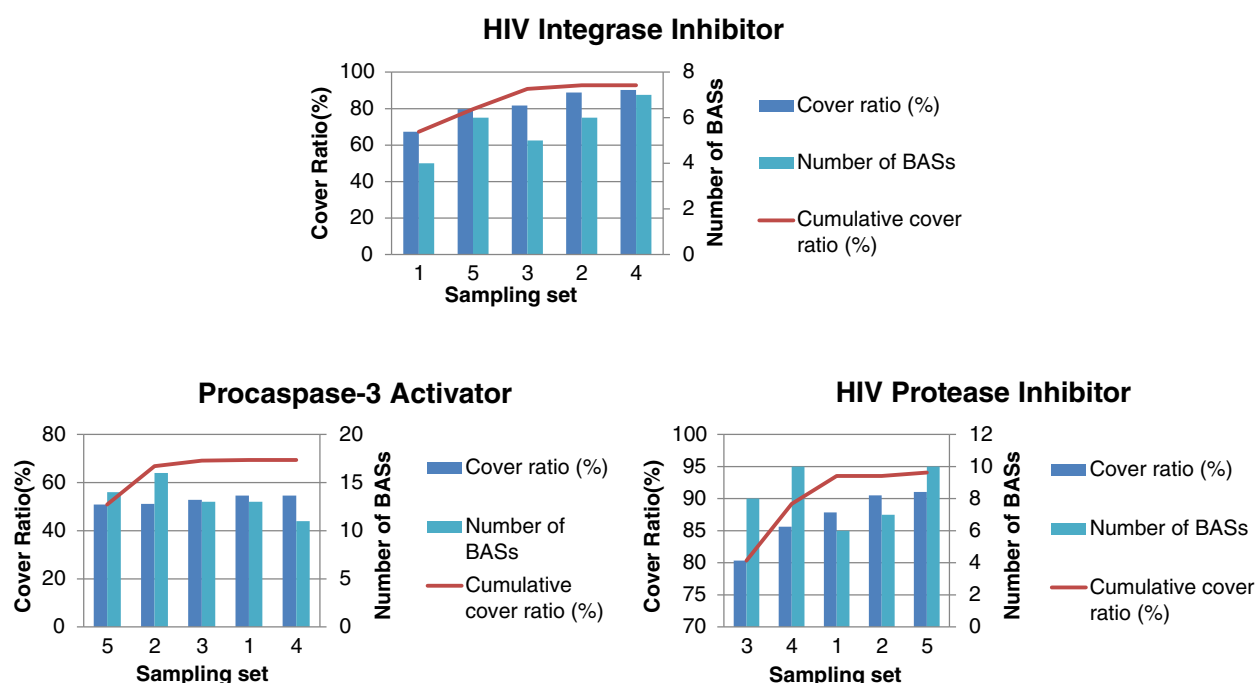 HIV Integrase Inhibitor
Cover Ratio(%)
100
80
60
40
20
0
8
6
4
2
0
Number of BASs
1 5 3 2 4
Sampling set
Cover ratio (%)
Number of BASs
Cumulative cover
ratio (%)
Procaspase-3 Activator
Cover Ratio(%)
80
60
40
20
0
20
15
10
5
0
Number of BASs
5 2 3 1 4
Sampling set
Cover ratio (%)
Number of
BASs
Cumulative
cover ratio (%)
HIV Protease Inhibitor
Cover Ratio(%)
100
95
90
85
80
75
70
12
10
8
6
4
2
0
Number of BASs
3 4 1 2 5
Sampling set
Cover ratio (%)
Number of BASs
Cumulative cover
ratio (%)